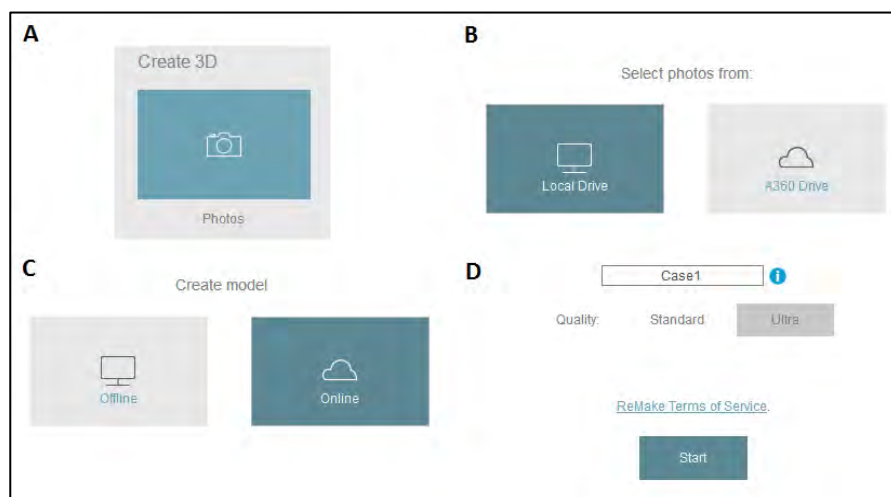 A
Create 3D
Photos
B
Select photos from:
Local Drive
A360 Drive
C
Create model
Offline
Online
D
Case1
i
Quality:
Standard
Ultra
ReMake Terms of Service.
Start